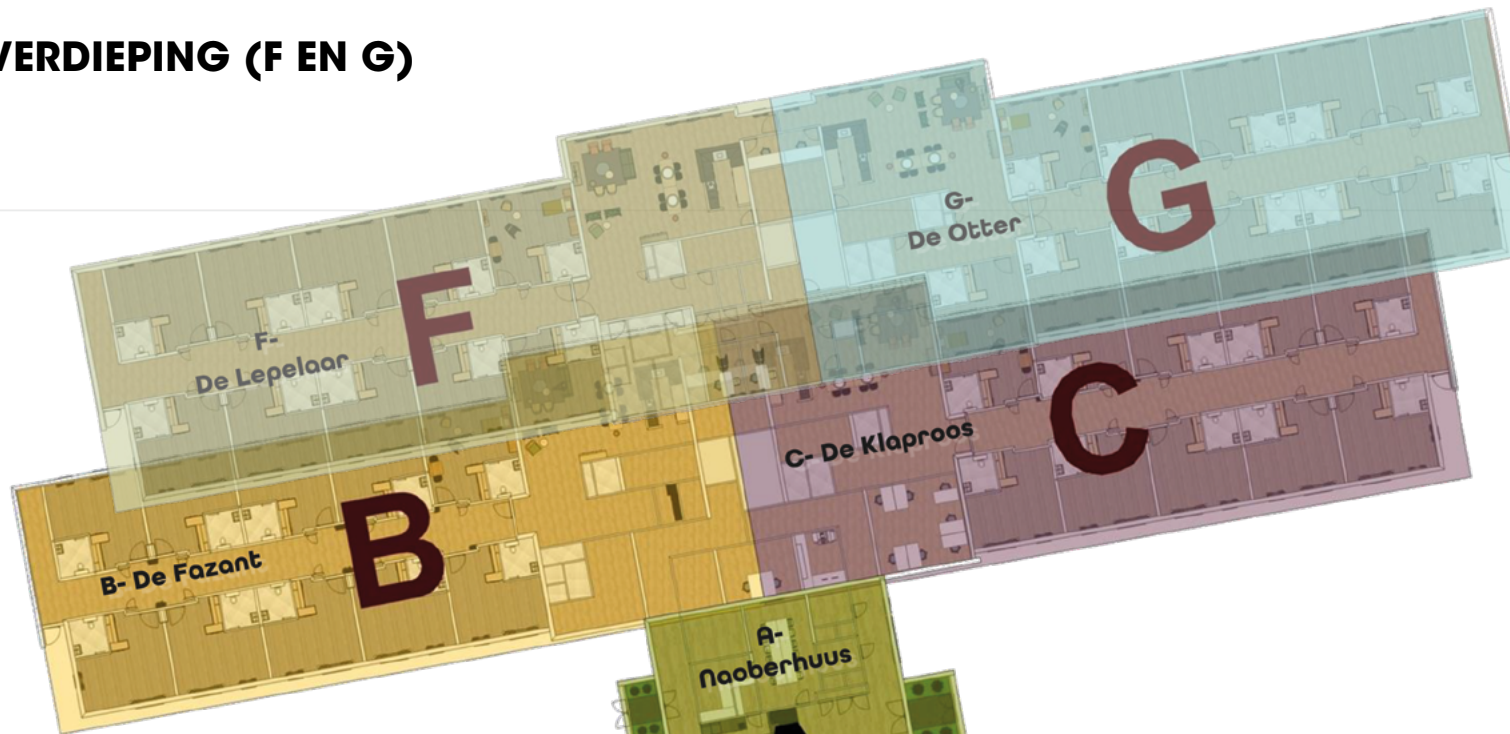 VERDIEPING (F EN G)
G
G-
De Otter
F
F-
De Lepelaar
C
C- De Klaproos
B
B- De Fazant
A-
Naoberhuus